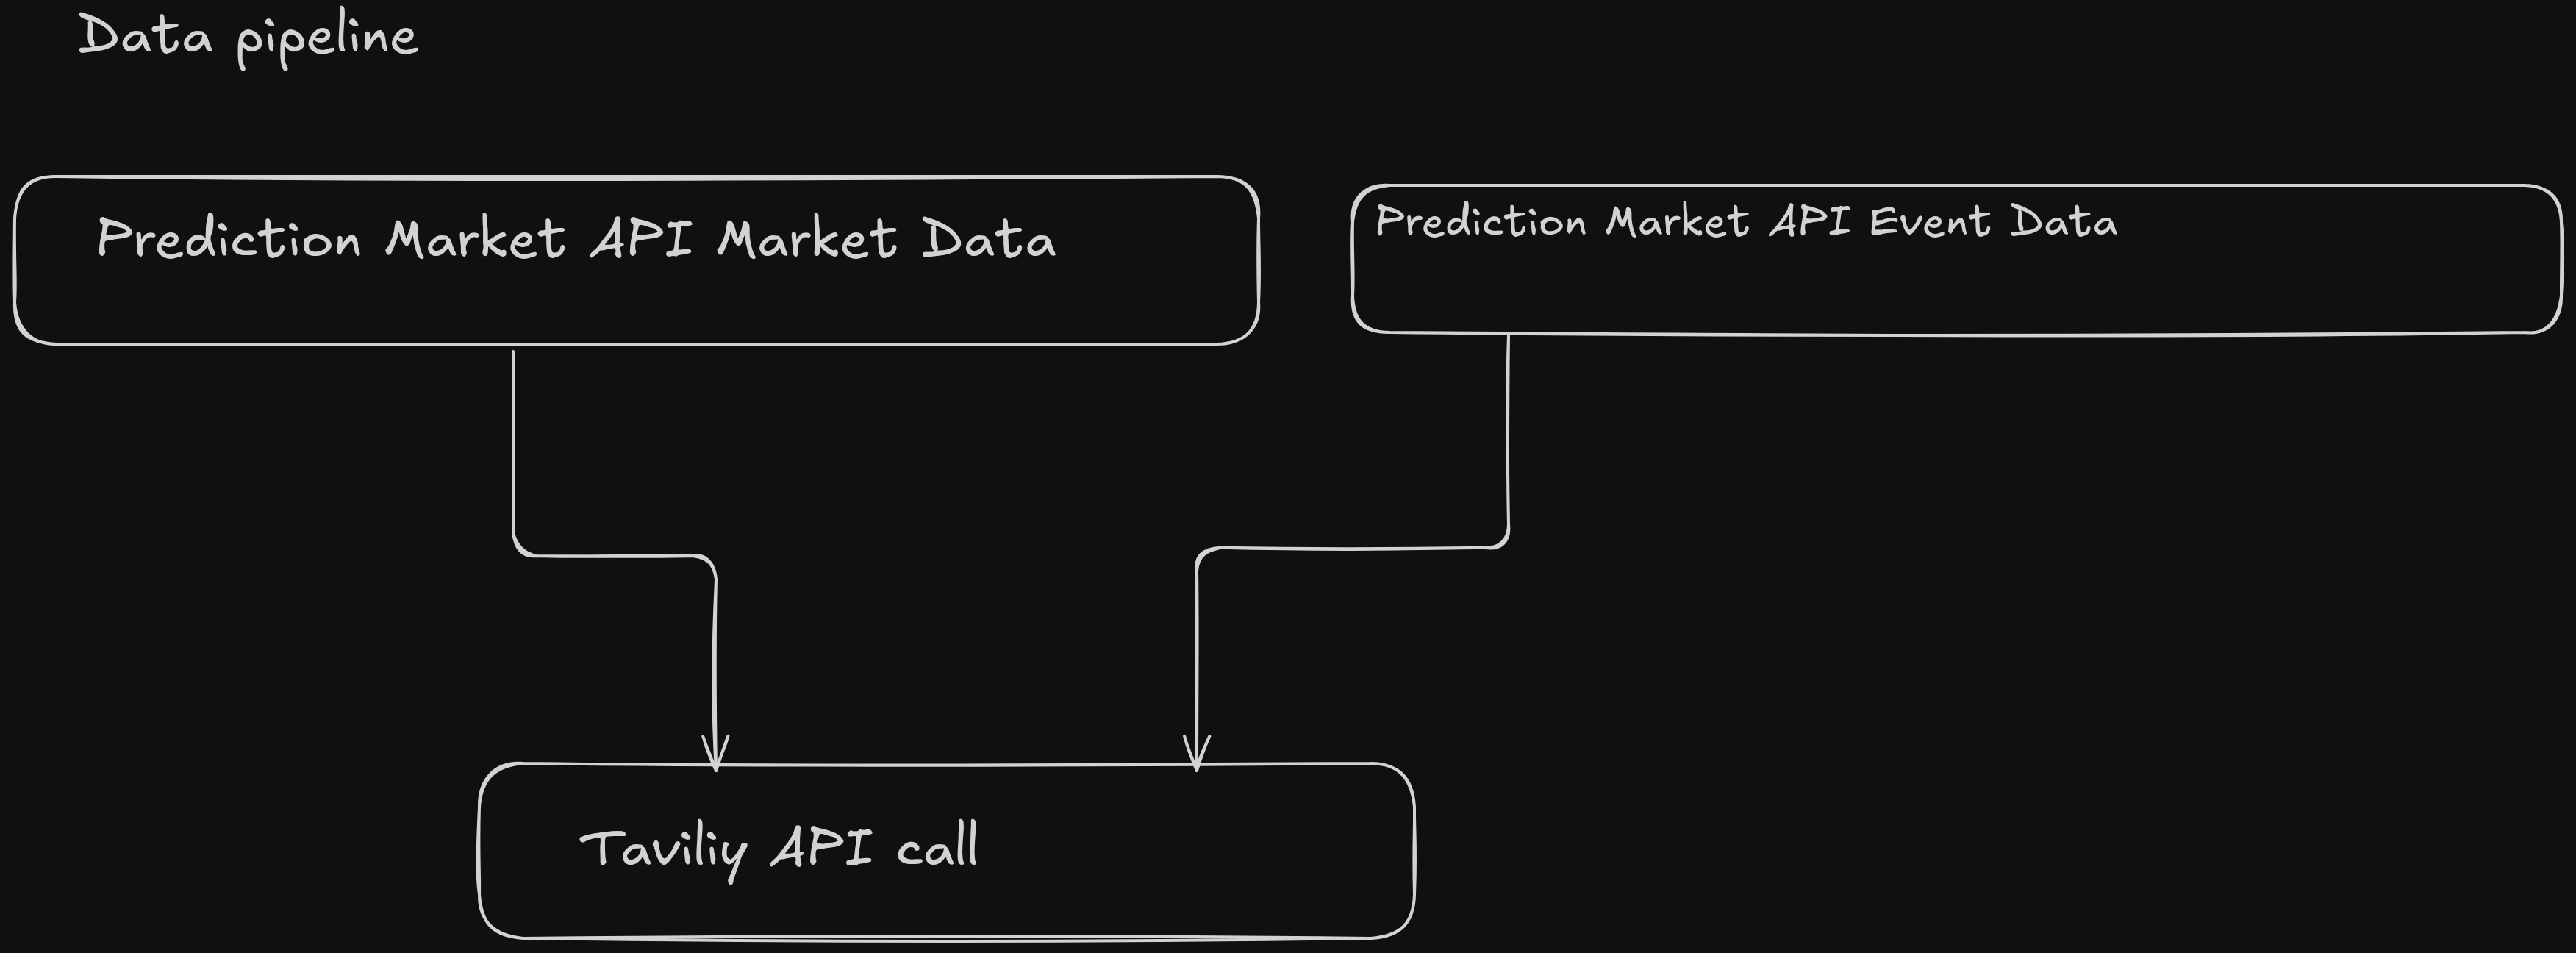 Data pipeline
Prediction Market API Market Data
Prediction Market API Event Data
Taviliy API call